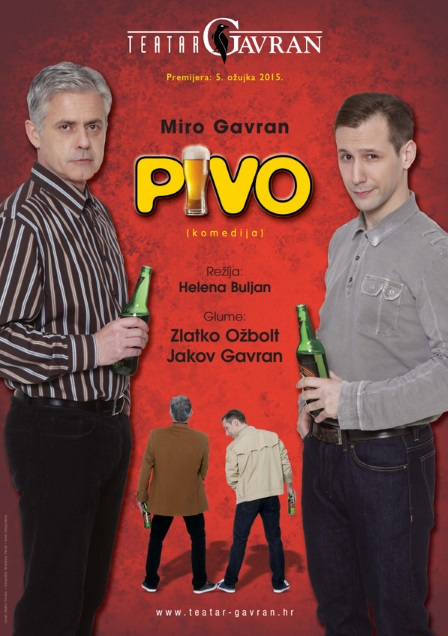 TEATAR GAVRAN
Premijera: 5. ožujka 2015.
Miro Gavran
PIVO
(komedija)
Režija:
Helena Buljan
Glume:
Zlatko Ožbolt
Jakov Gavran
www.teatar-gavran.hr